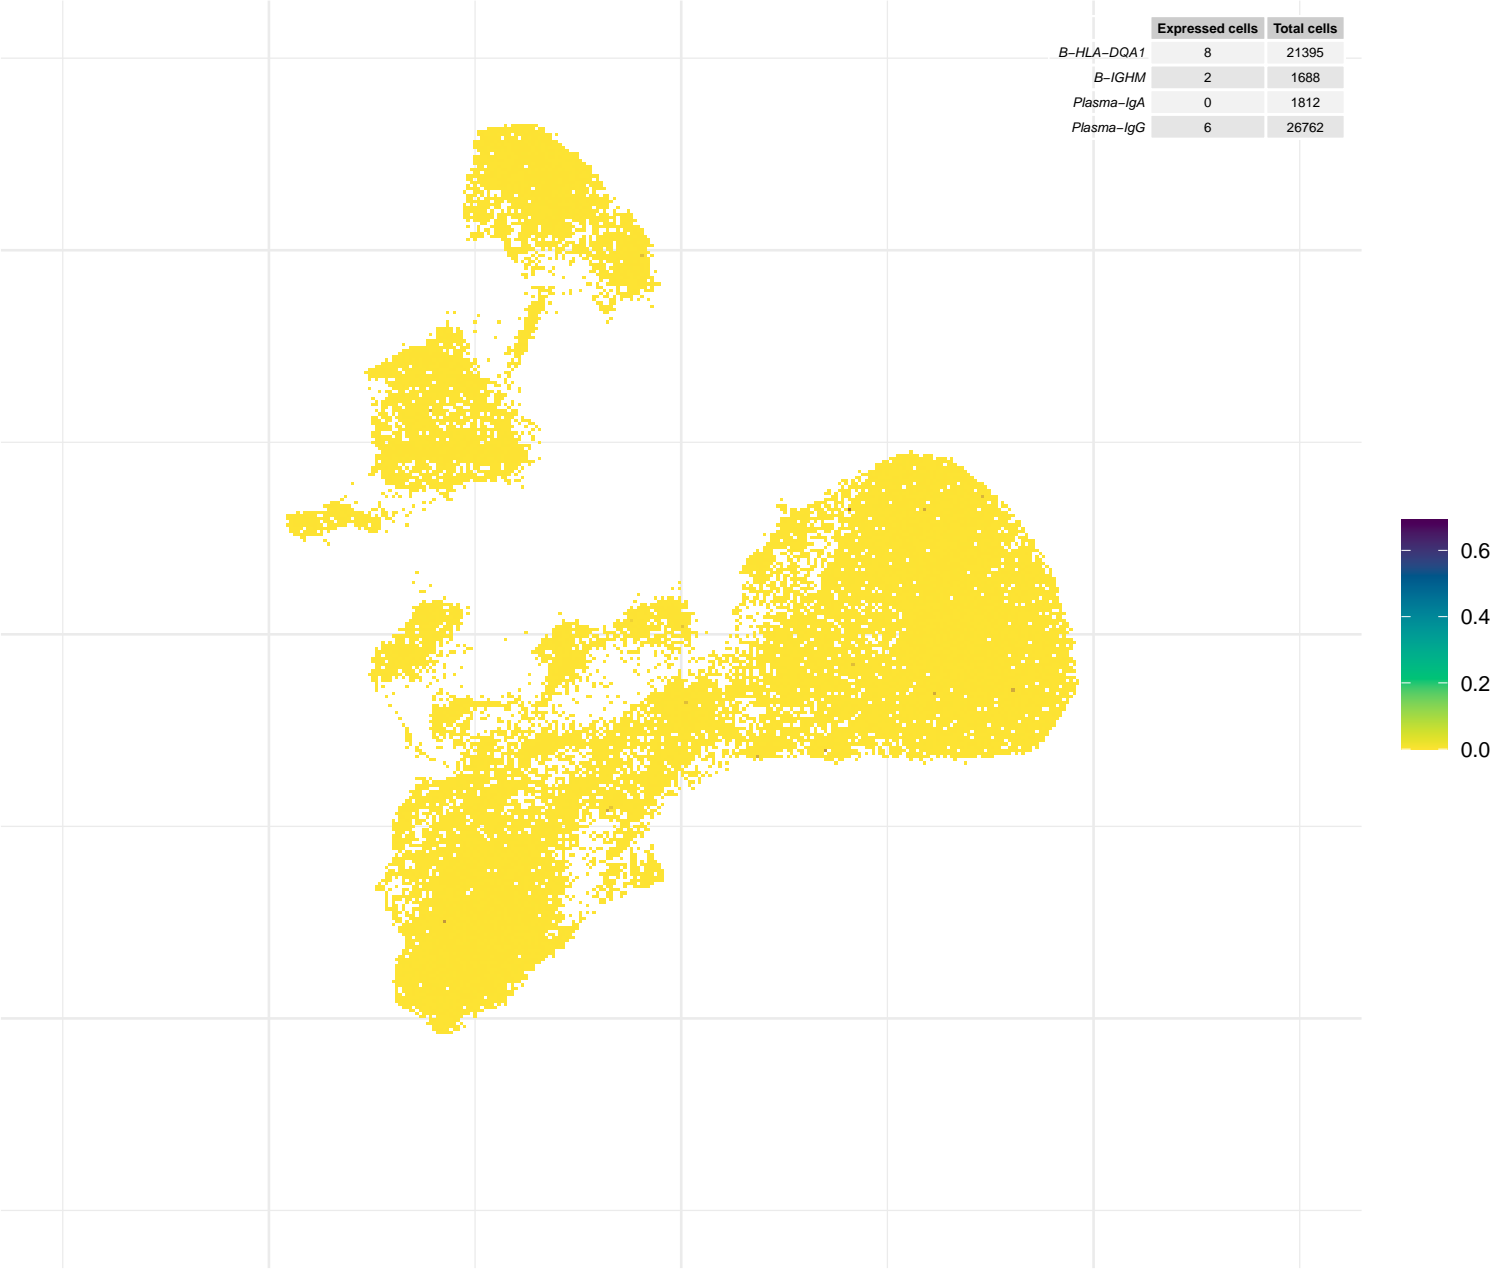 Expressed cells Total cells
B−HLA−DQA1 8 21395
B−IGHM 2 1688
Plasma−IgA 0 1812
Plasma−IgG 6 26762
0.6
0.4
0.2
0.0